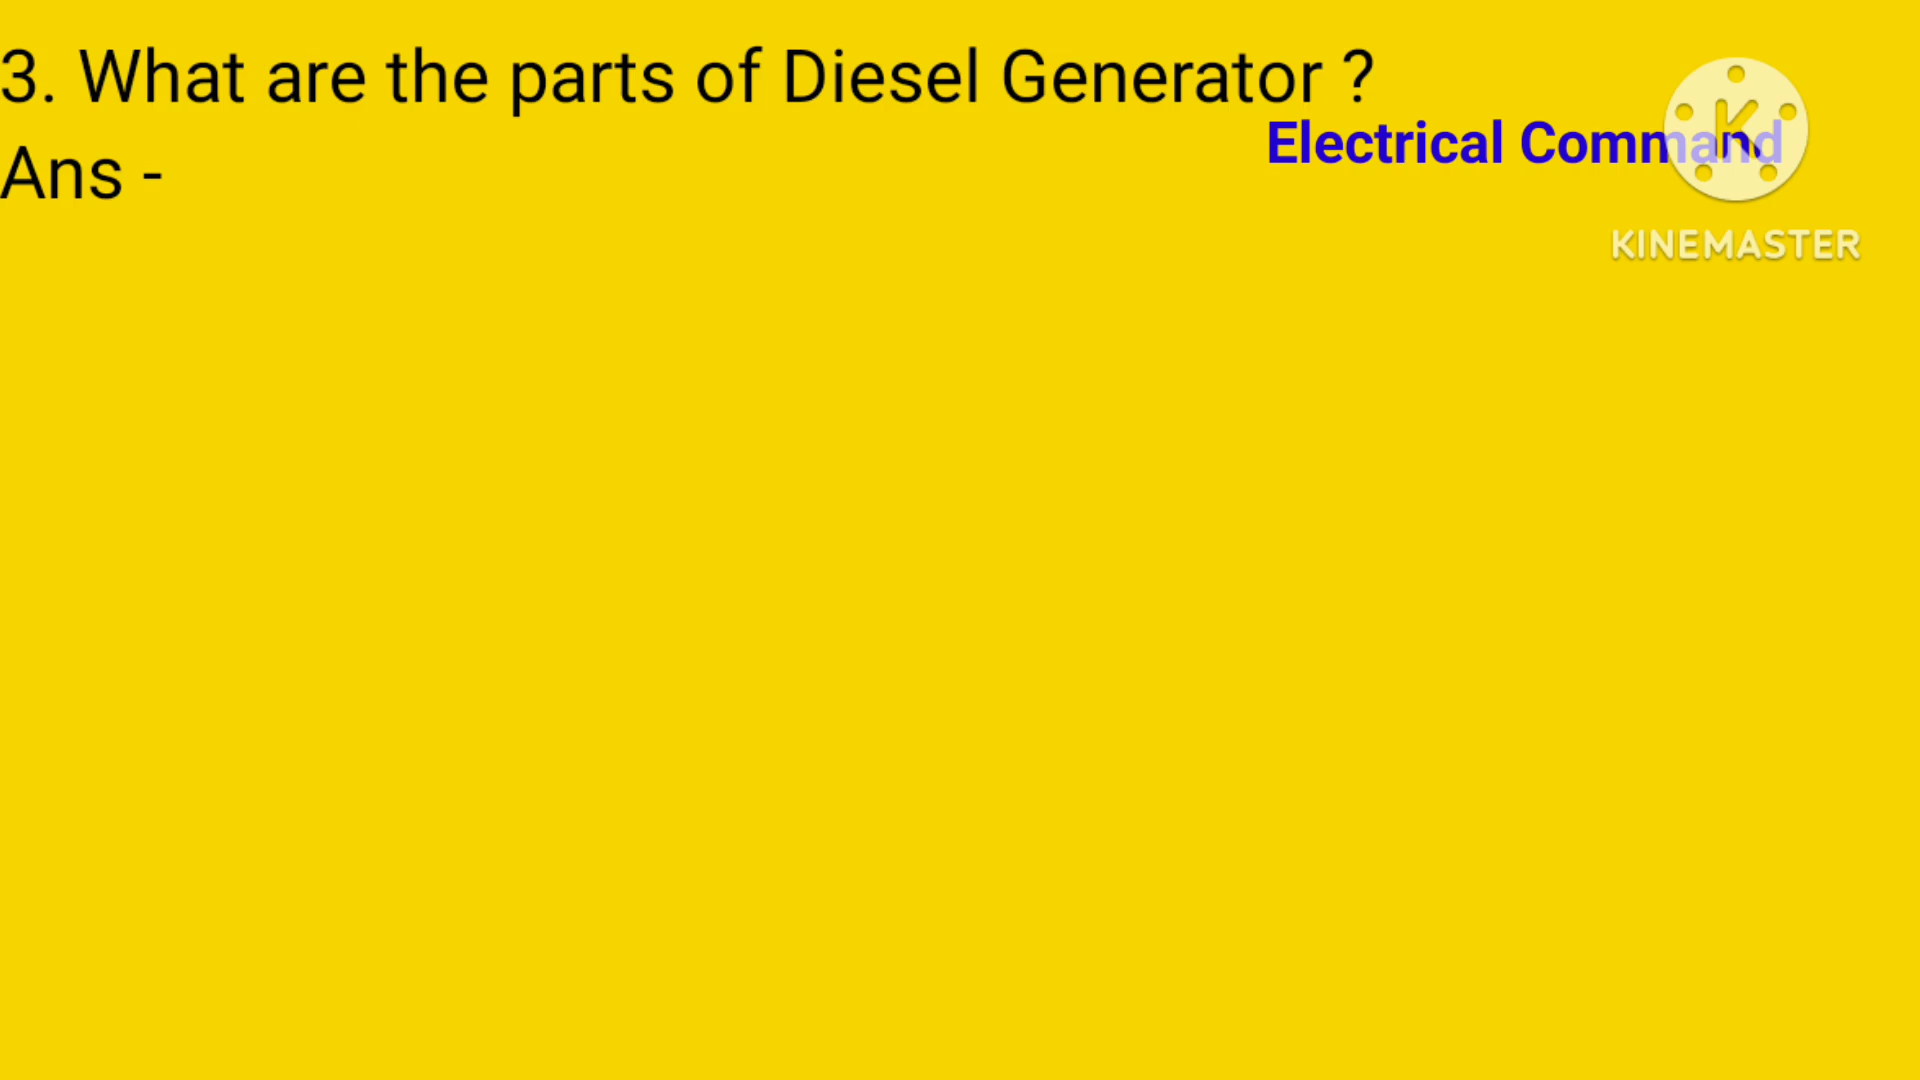 3. What are the parts of Diesel Generator ?
Electrical Command
Ans -
K
KINEMASTER